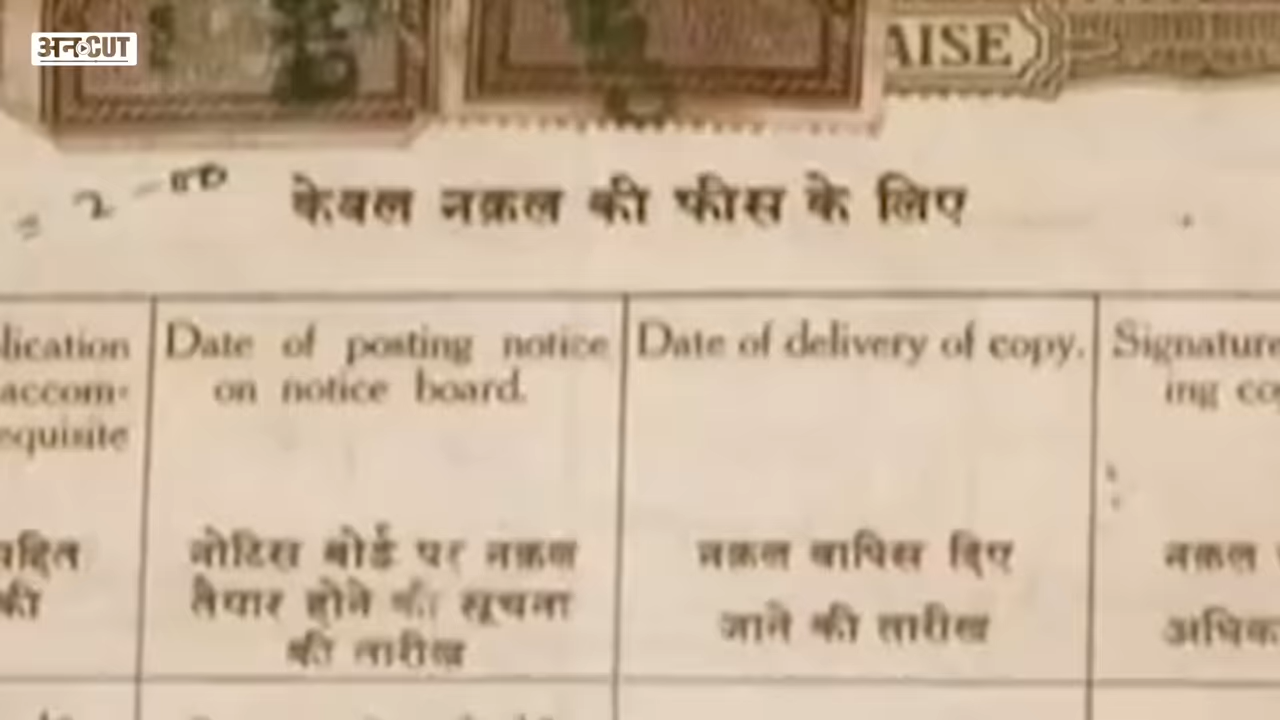 अनCUT
AISE
= 2 -
केवल नक़ल की फीस के लिए
lication
accom-
equisite
हित
की
Date of posting notice
on notice board.
नोटिस बोर्ड पर नक़ल
तैयार होने की सूचना
की तारीख
Date of delivery of copy.
नक़ल वापिस दिए
जाने की तारीख
Signature
ing co
नक़ल
अधिक